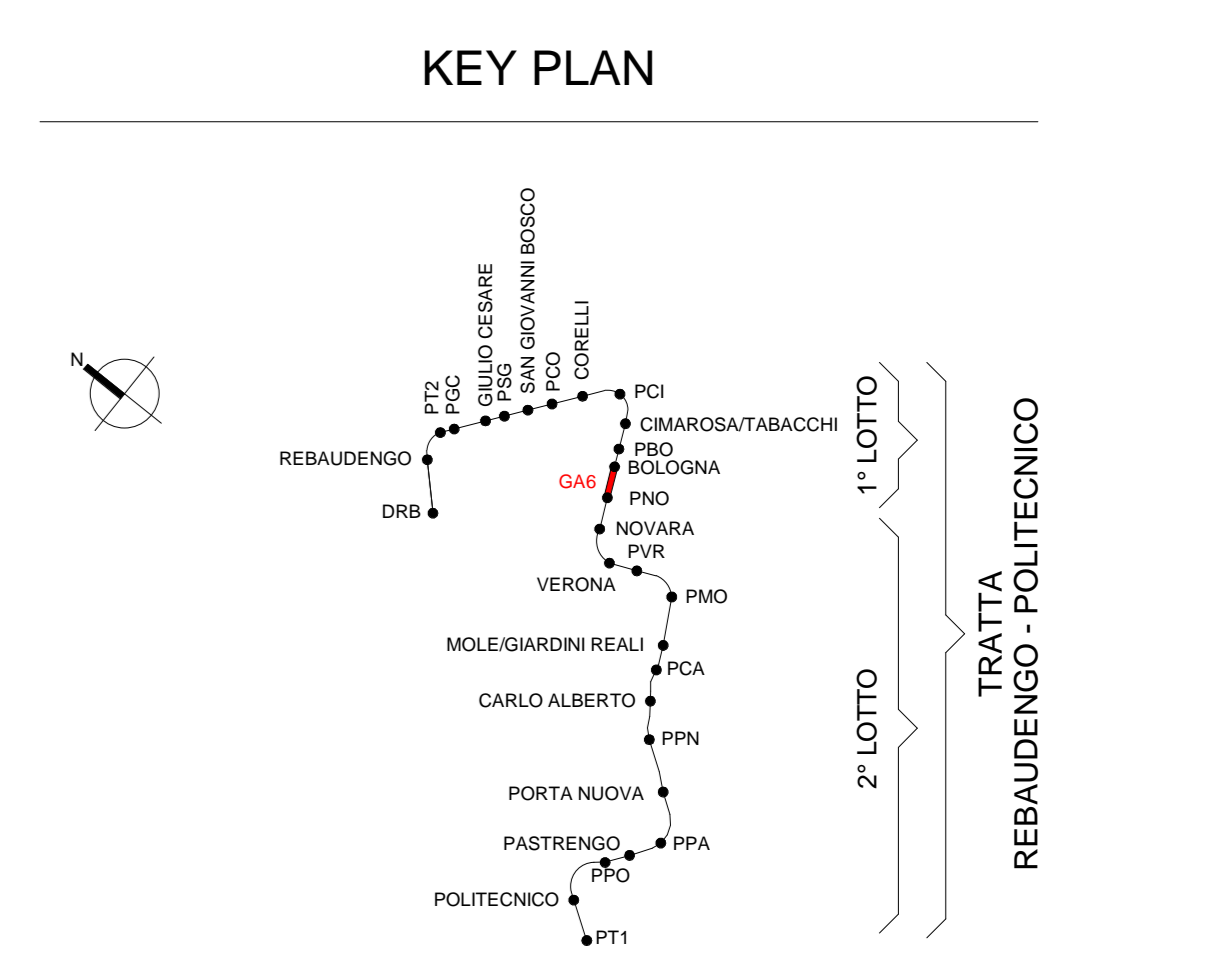 KEY PLAN
N
PT2
PGC
GIULIO CESARE
PSG
SAN GIOVANNI BOSCO
PCO
CORELLI
PCI
CIMAROSA/TABACCHI
PBO
REBAUDENGO
BOLOGNA
GA6
PNO
DRB
NOVARA
PVR
VERONA
PMO
MOLE/GIARDINI REALI
PCA
CARLO ALBERTO
PPN
PORTA NUOVA
PASTRENGO
PPA
PPO
POLITECNICO
PT1
1° LOTTO
2° LOTTO
TRATTA
REBAUDENGO - POLITECNICO